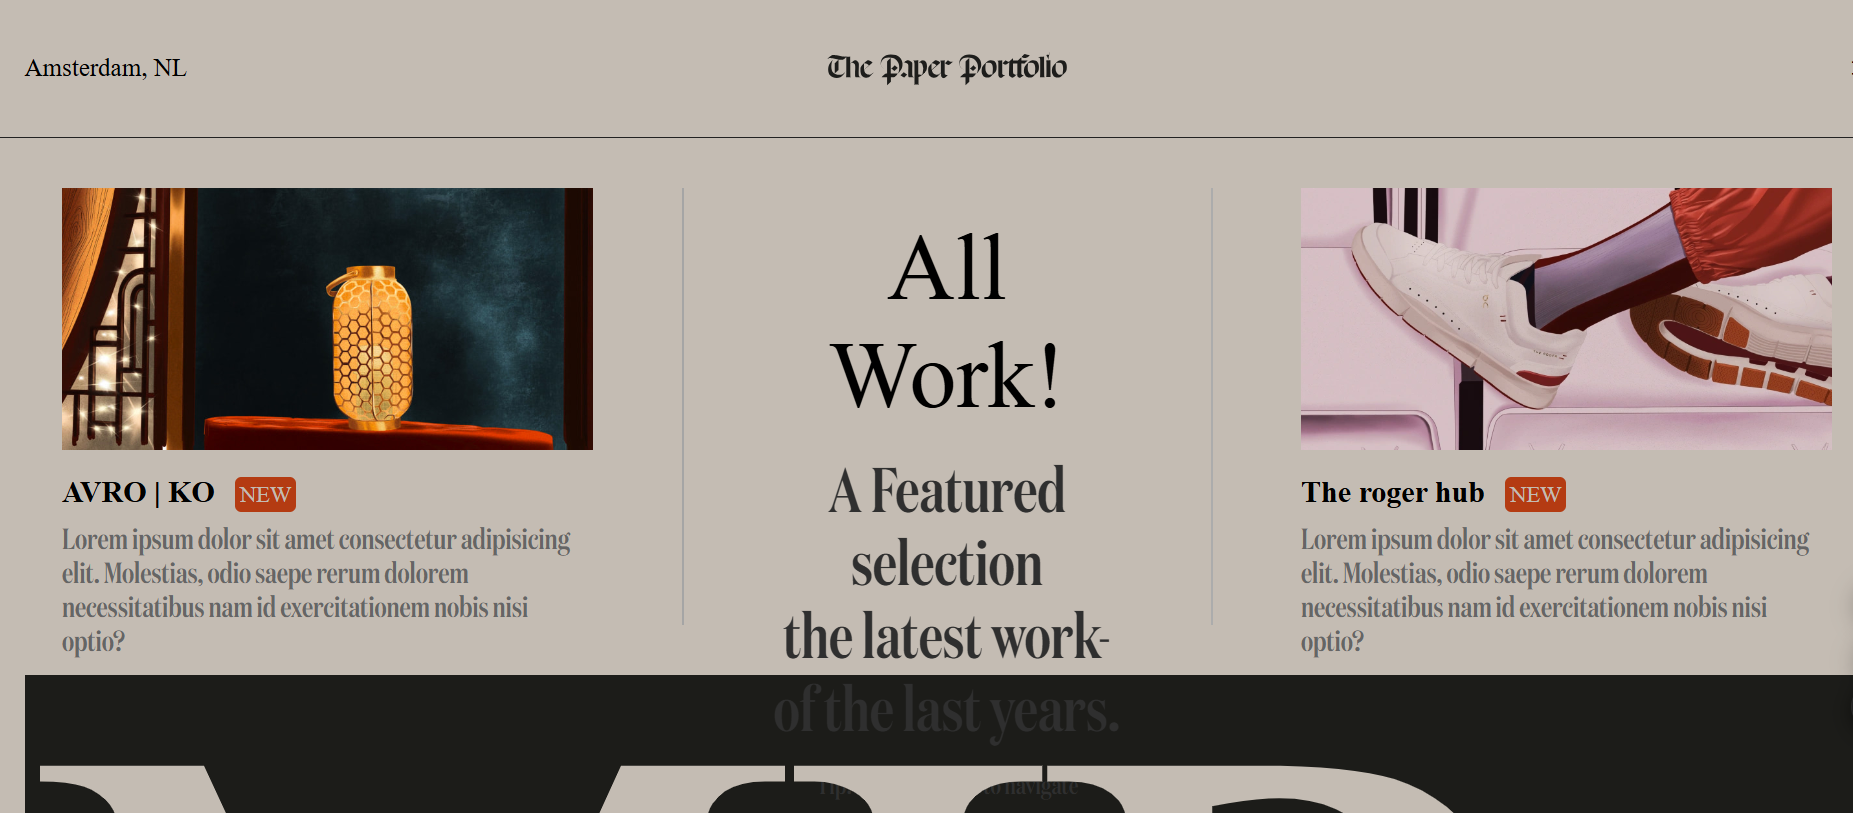 Amsterdam, NL
The Paper Portfolio
All
Work!
A Featured
selection
the latest work-
of the last years.
navigate
AVRO | KO NEW
Lorem ipsum dolor sit amet consectetur adipisicing
elit. Molestias, odio saepe rerum dolorem
necessitatibus nam id exercitationem nobis nisi
optio?
The roger hub NEW
Lorem ipsum dolor sit amet consectetur adipisicing
elit. Molestias, odio saepe rerum dolorem
necessitatibus nam id exercitationem nobis nisi
optio?